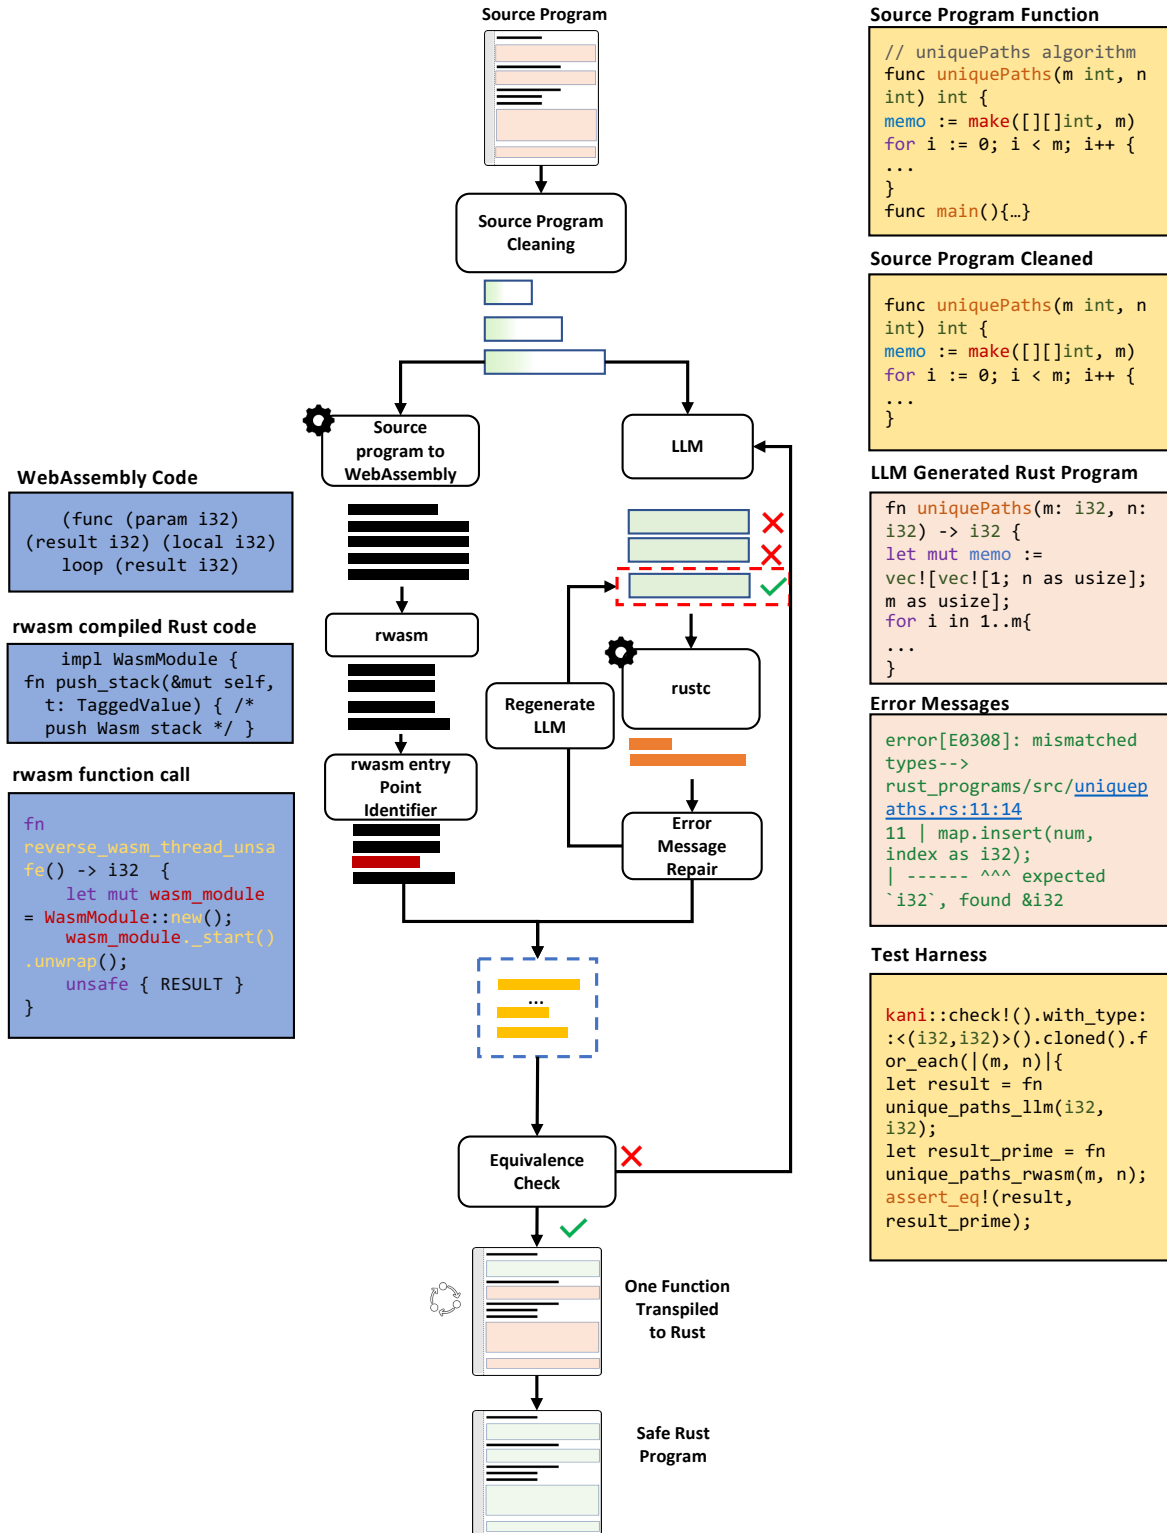 Source Program
Source Program
Cleaning
Source
program to
WebAssembly
LLM
rwasm
rustc
Regenerate
LLM
rwasm entry
Point
Identifier
Error
Message
Repair
...
Equivalence
Check
One Function
Transpiled
to Rust
Safe Rust
Program
WebAssembly Code
(func (param i32)
(result i32) (local i32)
loop (result i32)
rwasm compiled Rust code
impl WasmModule {
fn push_stack(&mut self,
t: TaggedValue) { /*
push Wasm stack */ }
rwasm function call
fn
reverse_wasm_thread_unsa
fe() -> i32  {
    let mut wasm_module
= WasmModule::new();
    wasm_module._start()
.unwrap();
    unsafe { RESULT }
}
Source Program Function
// uniquePaths algorithm
func uniquePaths(m int, n
int) int {
memo := make([][]int, m)
for i := 0; i < m; i++ {
...
}
func main(){…}
Source Program Cleaned
func uniquePaths(m int, n
int) int {
memo := make([][]int, m)
for i := 0; i < m; i++ {
...
}
LLM Generated Rust Program
fn uniquePaths(m: i32, n:
i32) -> i32 {
let mut memo :=
vec![vec![1; n as usize];
m as usize];
for i in 1..m{
...
}
Error Messages
error[E0308]: mismatched
types-->
rust_programs/src/uniquep
aths.rs:11:14
11 | map.insert(num,
index as i32);
| ------ ^^^ expected
`i32`, found &i32
Test Harness
kani::check!().with_type:
:<(i32,i32)>().cloned().f
or_each(|(m, n)|{
let result = fn
unique_paths_llm(i32,
i32);
let result_prime = fn
unique_paths_rwasm(m, n);
assert_eq!(result,
result_prime);